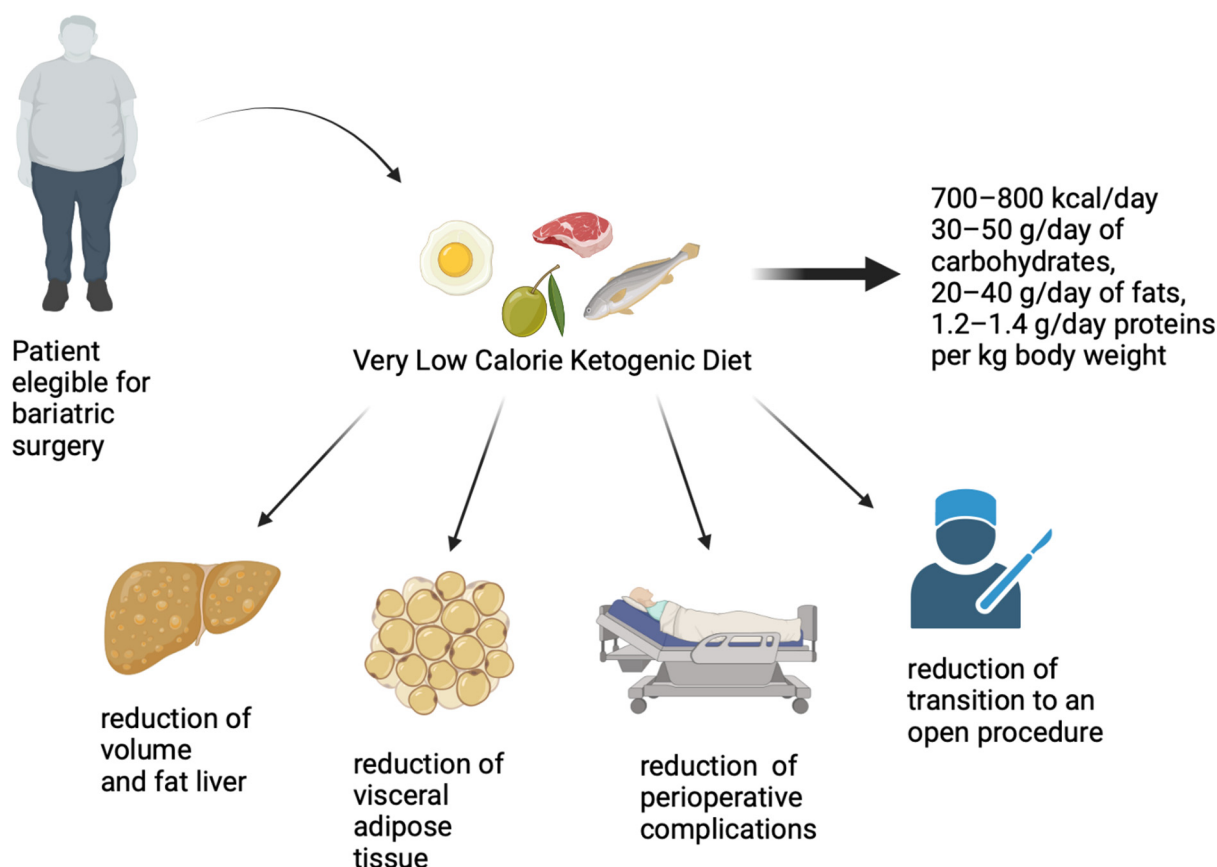 Patient
elegible for
bariatric
surgery
Very Low Calorie Ketogenic Diet
700–800 kcal/day
30–50 g/day of
carbohydrates,
20–40 g/day of fats,
1.2–1.4 g/day proteins
per kg body weight
reduction of
volume
and fat liver
reduction of
visceral
adipose
tissue
reduction of
perioperative
complications
reduction of
transition to an
open procedure